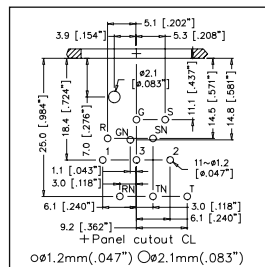 5.1 [.202"]
3.9 [.154"]
5.3 [.208"]
ø2.1
[ø.083"]
25.0 [.984"]
18.4 [.724"]
7.0 [.276"]
11.1 [.437"]
14.5 [.571"]
14.8 [.581"]
G
S
R
GN
SN
1
3
2
11~ø1.2
[ø.047"]
1.1 [.043"]
3.0 [.118"]
RN
TN
T
3.0 [.118"]
6.1 [.240"]
6.1 [.240"]
9.2 [.362"]
+Panel cutout CL
○ø1.2mm(.047") ○ø2.1mm(.083")